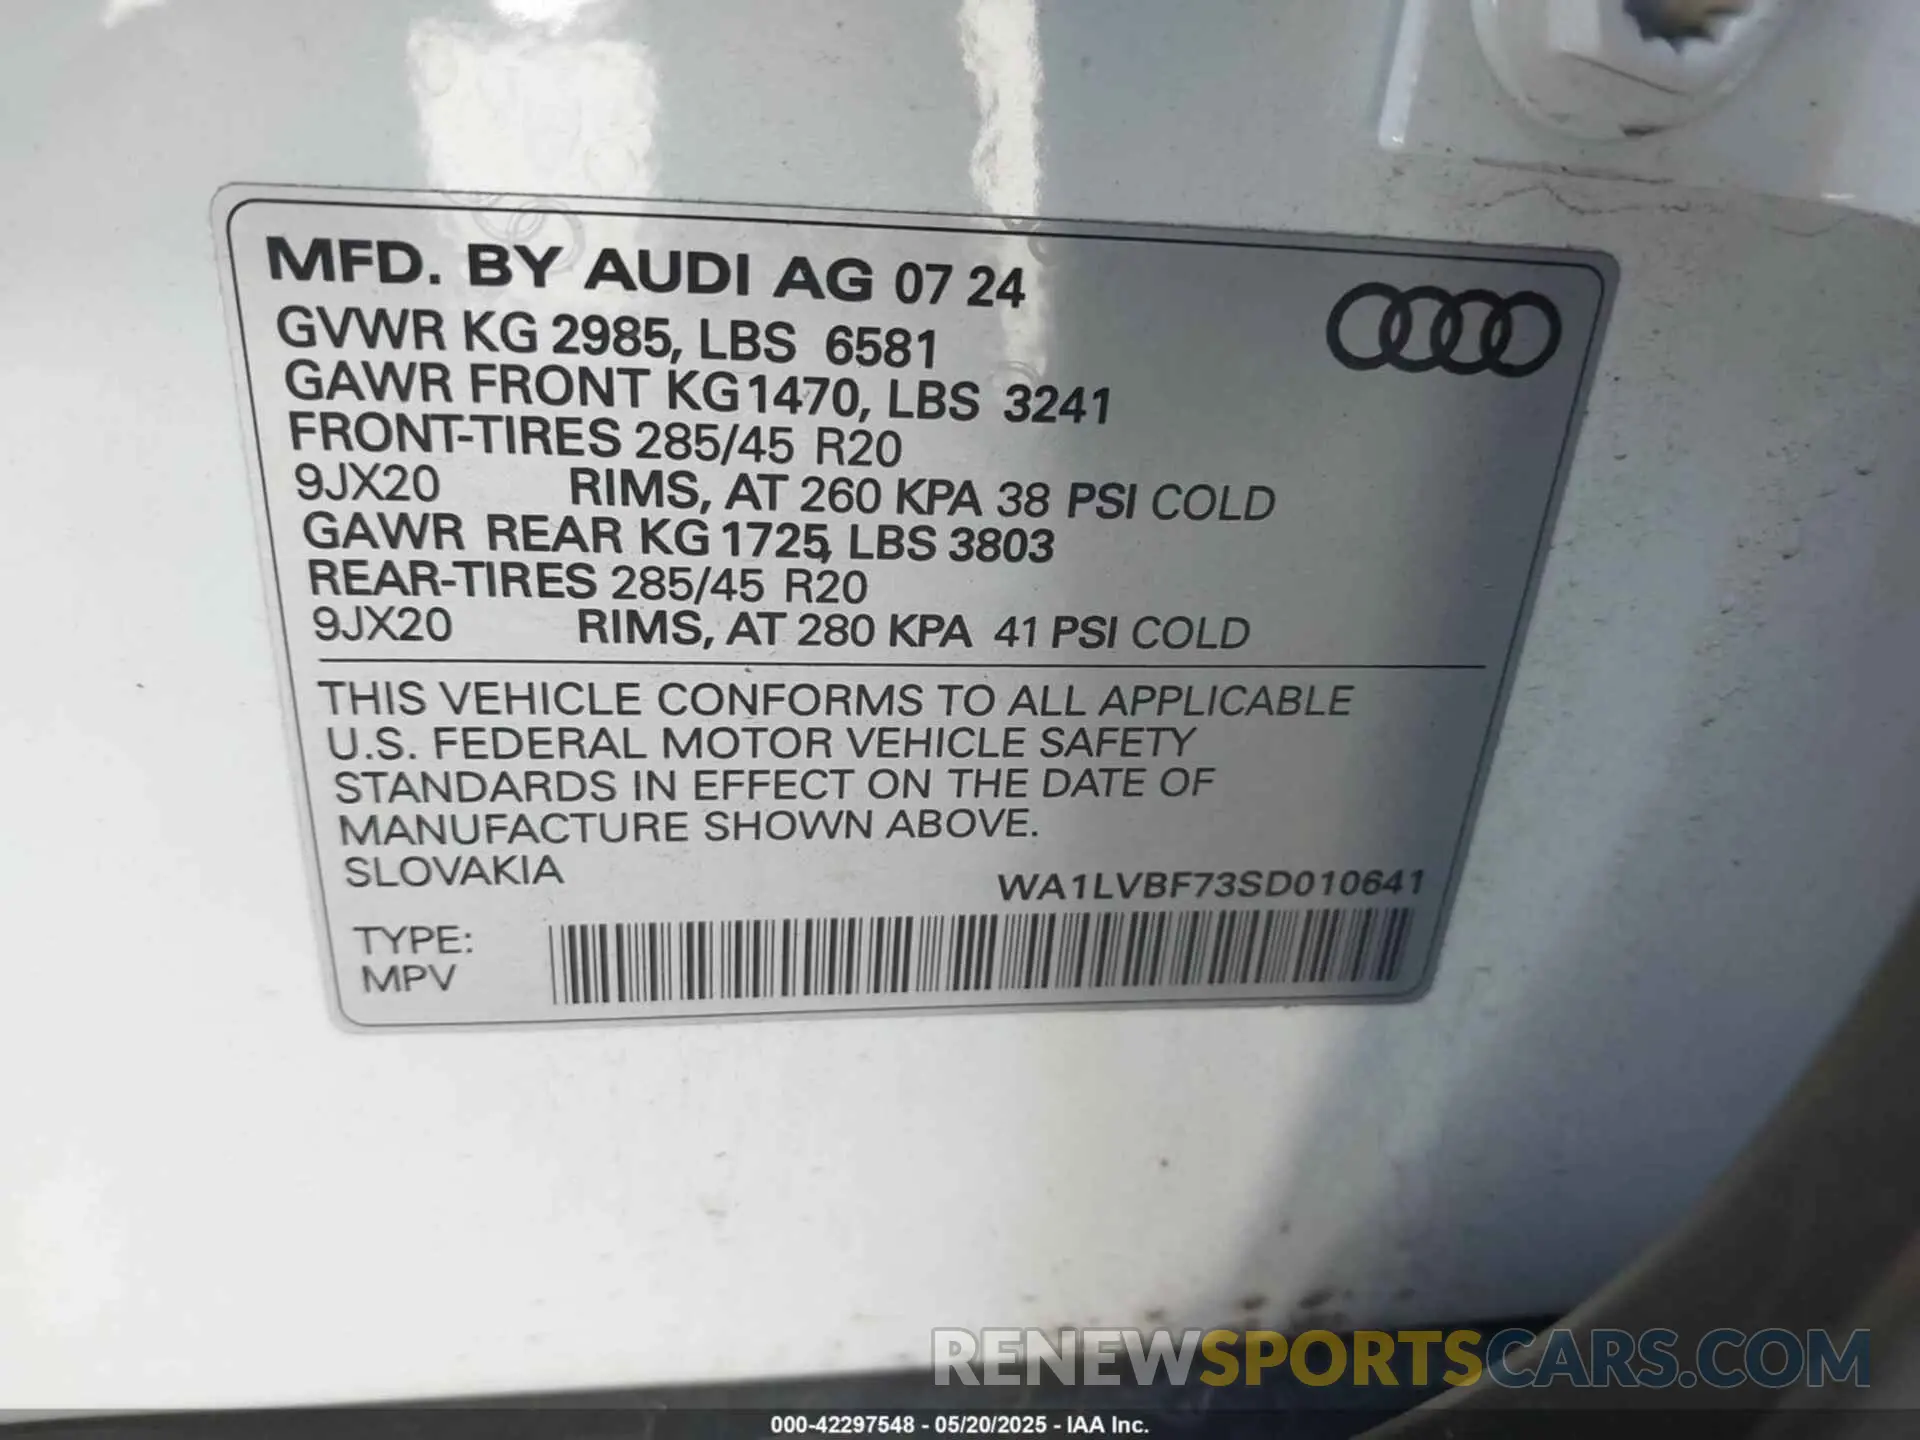 MFD. BY AUDI AG 07 24
GVWR KG 2985, LBS 6581
GAWR FRONT KG 1470, LBS 3241
FRONT-TIRES 285/45 R20
9JX20 RIMS, AT 260 KPA 38 PSI COLD
GAWR REAR KG 1725, LBS 3803
REAR-TIRES 285/45 R20
9JX20 RIMS, AT 280 KPA 41 PSI COLD
THIS VEHICLE CONFORMS TO ALL APPLICABLE
U.S. FEDERAL MOTOR VEHICLE SAFETY
STANDARDS IN EFFECT ON THE DATE OF
MANUFACTURE SHOWN ABOVE.
SLOVAKIA
WA1LVBF73SD010641
TYPE:
MPV
RENEWSPORTSCARS.COM
000-42297548 - 05/20/2025 - IAA Inc.